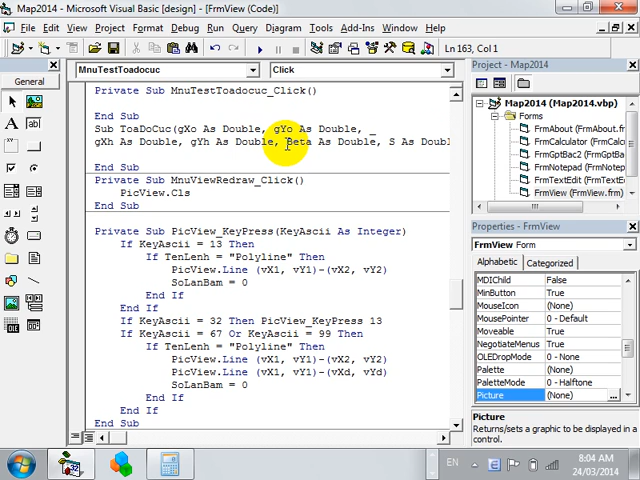 Map2014 - Microsoft Visual Basic [design] - [FrmView (Code)]
File Edit View Project Format Debug Run Query Diagram Tools Add-Ins Window Help
Ln 163, Col 1
General
MnuTestToadocuc
Click
Private Sub MnuTestToadocuc_Click()
End Sub
Sub ToaDoCuc(gXo As Double, gYo As Double, _
gXh As Double, gYh As Double, Beta As Double, S As Doubl
End Sub
Private Sub MnuViewRedraw_Click()
PicView.Cls
End Sub
Private Sub PicView_KeyPress(KeyAscii As Integer)
If KeyAscii = 13 Then
If TenLenh = "Polyline" Then
PicView.Line (vX1, vY1)-(vX2, vY2)
SoLanBam = 0
End If
End If
If KeyAscii = 32 Then PicView_KeyPress 13
If KeyAscii = 67 Or KeyAscii = 99 Then
If TenLenh = "Polyline" Then
PicView.Line (vX1, vY1)-(vX2, vY2)
PicView.Line (vX1, vY1)-(vXd, vYd)
SoLanBam = 0
End If
End If
End Sub
Project - Map2014
Map2014 (Map2014.vbp)
Forms
FrmAbout (FrmAbout.fr
FrmCalculator (FrmCalc
FrmGptBac2 (FrmGptBa
FrmNotepad (FrmNotep
FrmTextEdit (FrmTextE
FrmView (FrmView.frm)
Properties - FrmView
FrmView Form
Alphabetic Categorized
MDIChild False
MinButton True
MouseIcon (None)
MousePointer 0 - Default
Moveable True
NegotiateMenus True
OLEDropMode 0 - None
Palette (None)
PaletteMode 0 - Halftone
Picture (None) ...
Picture
Returns/sets a graphic to be displayed in a control.
EN
8:04 AM
24/03/2014